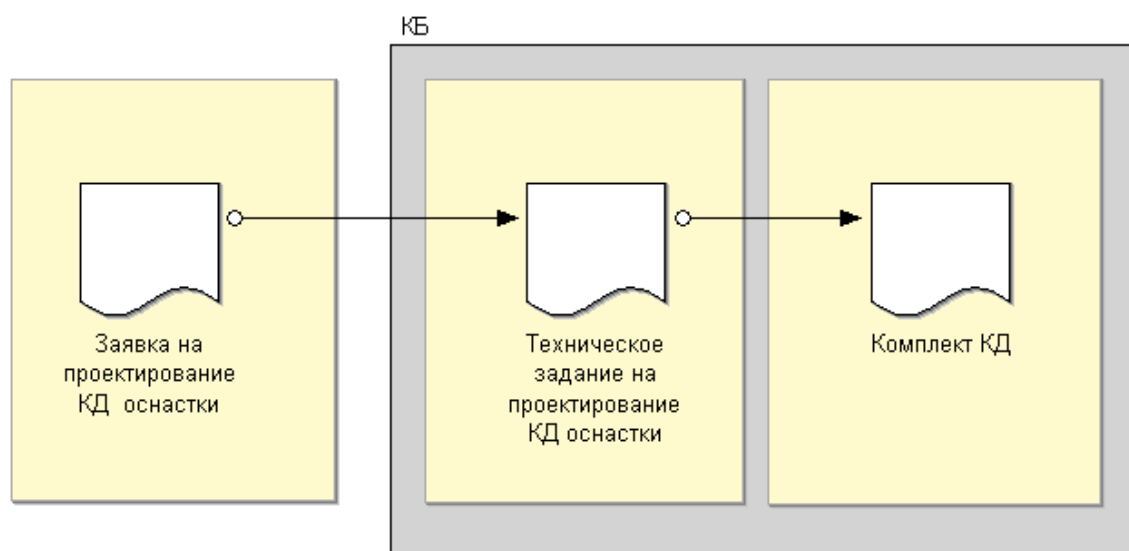 КБ
Заявка на
проектирование
КД оснастки
Техническое
задание на
проектирование
КД оснастки
Комплект КД